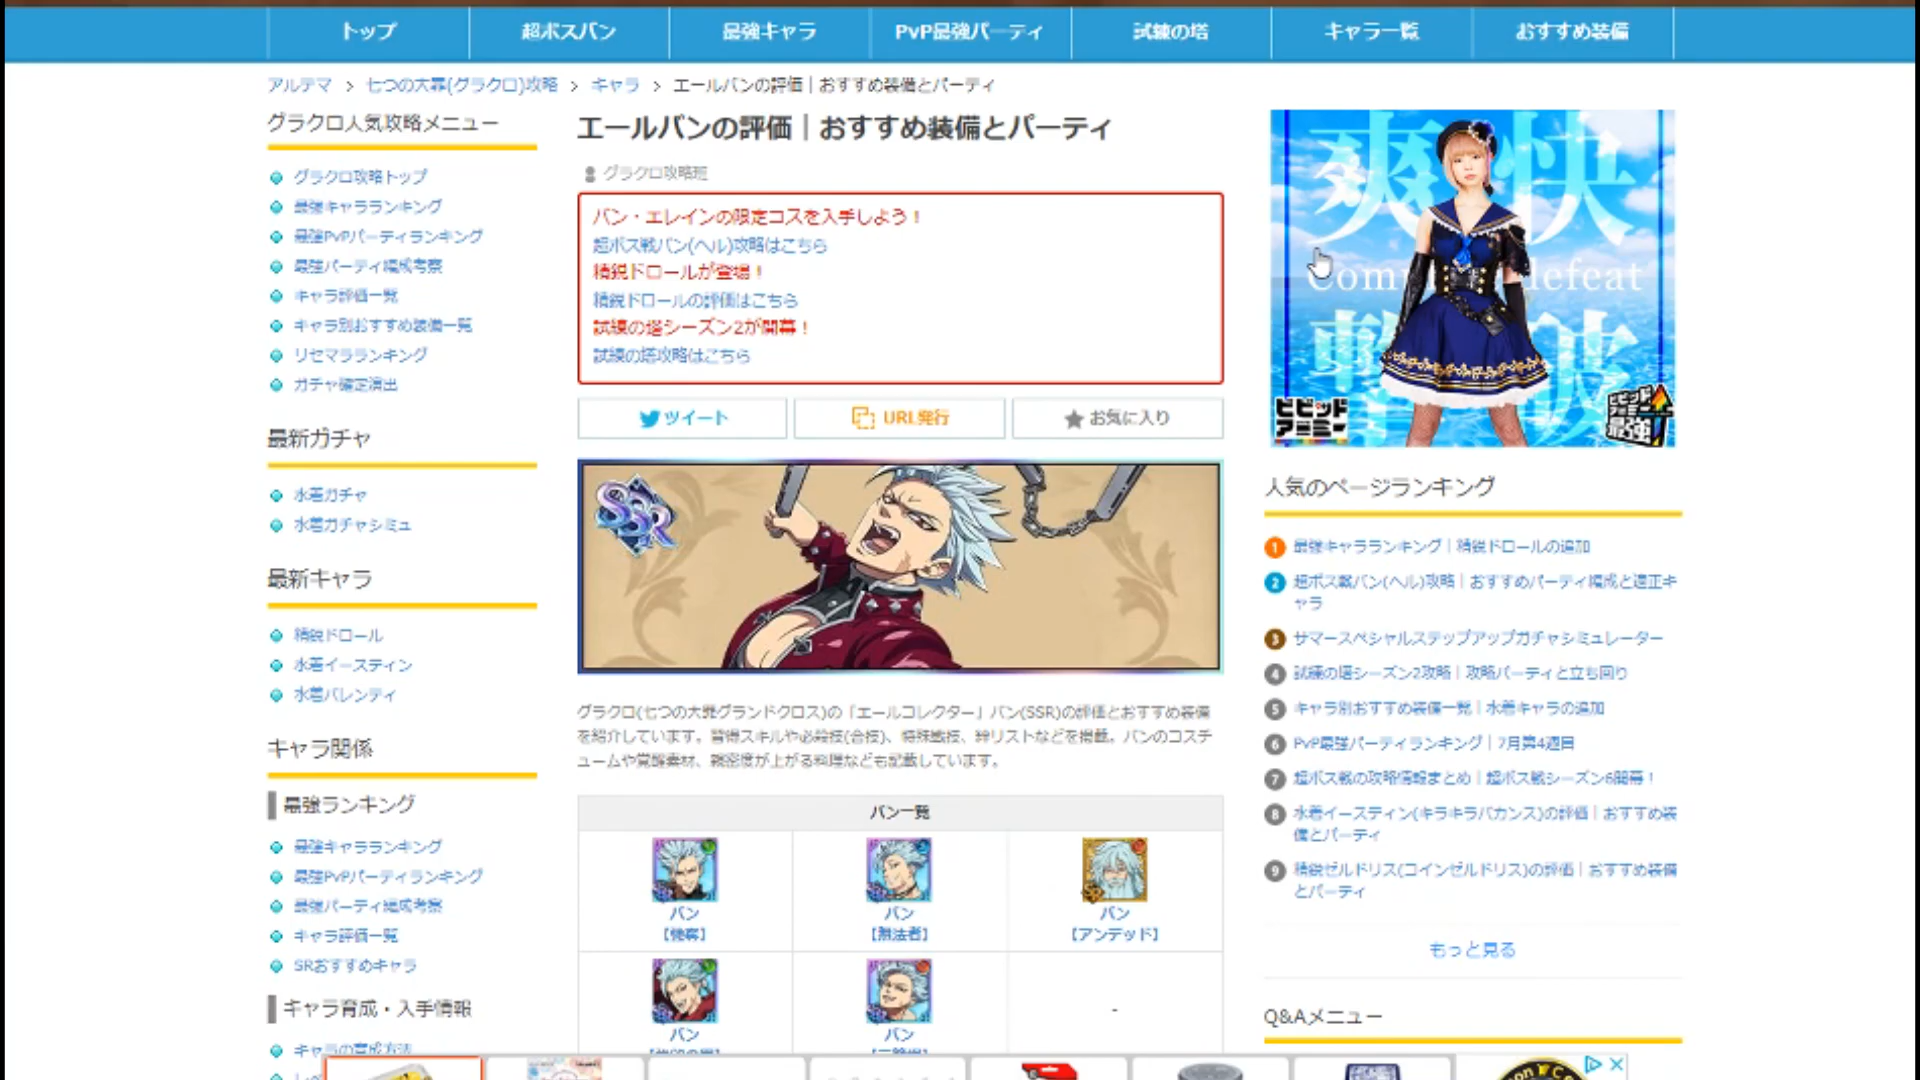 トップ
超ボスバン
最強キャラ
PvP最強パーティ
試練の塔
キャラ一覧
おすすめ装備
アルテマ > 七つの大罪(グラクロ)攻略 > キャラ > エールバンの評価｜おすすめ装備とパーティ
グラクロ人気攻略メニュー
グラクロ攻略トップ
最強キャラランキング
最強PvPパーティランキング
最強パーティ編成考察
キャラ評価一覧
キャラ別おすすめ装備一覧
リセマラランキング
ガチャ確定演出
最新ガチャ
水着ガチャ
水着ガチャシミュ
最新キャラ
精鋭ドロール
水着イースティン
水着バレンティ
キャラ関係
最強ランキング
最強キャラランキング
最強PvPパーティランキング
最強パーティ編成考察
キャラ評価一覧
SRおすすめキャラ
キャラ育成・入手情報
キャラの育成方法
エールバンの評価｜おすすめ装備とパーティ
グラクロ攻略班
バン・エレインの限定コスを入手しよう！
超ボス戦バン(ヘル)攻略はこちら
精鋭ドロールが登場！
精鋭ドロールの評価はこちら
試練の塔シーズン2が開幕！
試練の塔攻略はこちら
ツイート
URL発行
お気に入り
SSR
グラクロ(七つの大罪グランドクロス)の「エールコレクター」バン(SSR)の評価とおすすめ装備
を紹介しています。習得スキルや必殺技(合技)、特殊戦技、絆リストなどを掲載。バンのコスチ
ュームや覚醒素材、親密度が上がる料理なども記載しています。
バン一覧
バン
【強奪】
バン
【無法者】
バン
【アンデッド】
バン
バン
-
爽快
Com defeat
撃破
ビビッド
アーミー
ビビッド
アーミー
最強
人気のページランキング
1 最強キャラランキング｜精鋭ドロールの追加
2 超ボス戦バン(ヘル)攻略｜おすすめパーティ編成と適正キ
ャラ
3 サマースペシャルステップアップガチャシミュレーター
4 試練の塔シーズン2攻略｜攻略パーティと立ち回り
5 キャラ別おすすめ装備一覧｜水着キャラの追加
6 PvP最強パーティランキング｜7月第4週目
7 超ボス戦の攻略情報まとめ｜超ボス戦シーズン6開幕！
8 水着イースティン(キラキラバカンス)の評価｜おすすめ装
備とパーティ
9 精鋭ゼルドリス(コインゼルドリス)の評価｜おすすめ装備
とパーティ
もっと見る
Q&Aメニュー